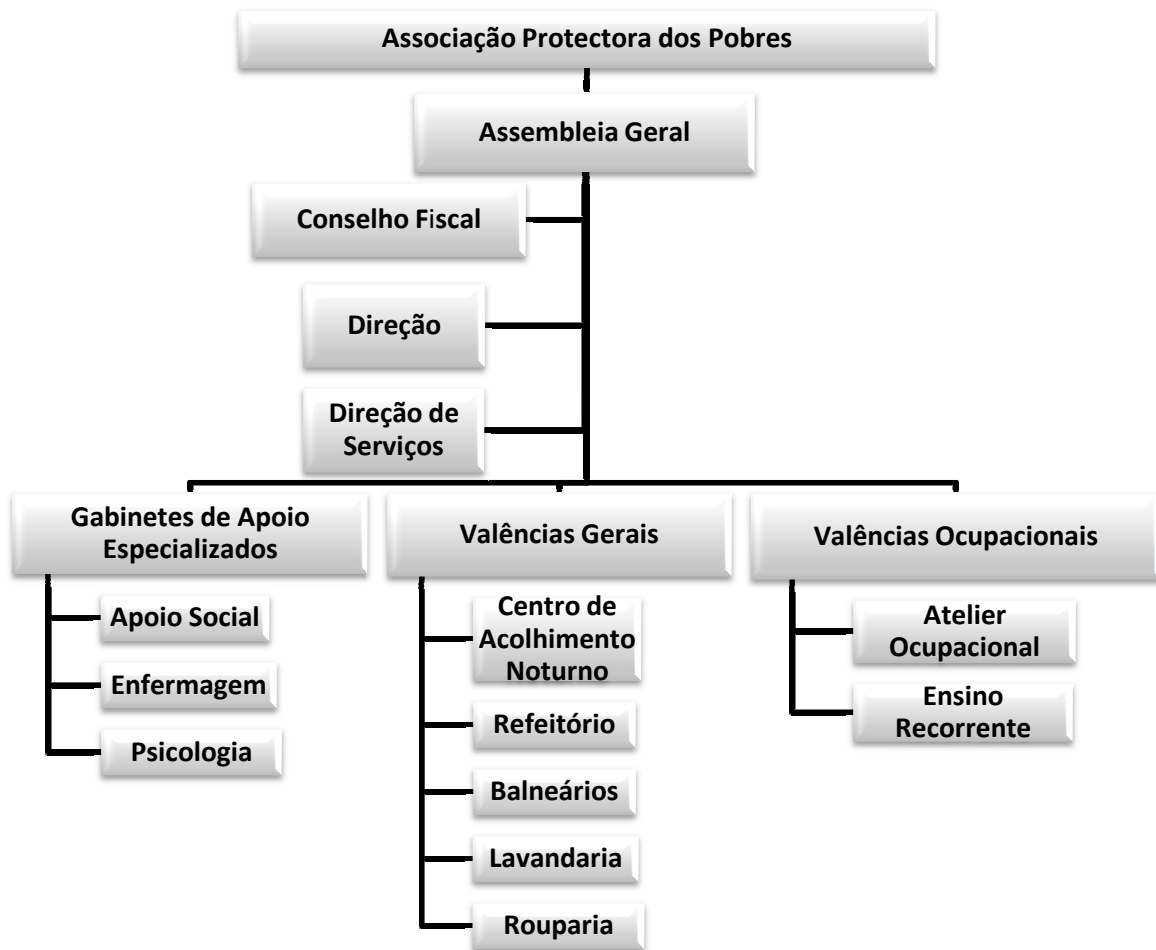 Associação Protectora dos Pobres
Assembleia Geral
Conselho Fiscal
Direção
Direção de
Serviços
Gabinetes de Apoio
Especializados
Apoio Social
Enfermagem
Psicologia
Valências Gerais
Centro de
Acolhimento
Noturno
Refeitório
Balneários
Lavandaria
Rouparia
Valências Ocupacionais
Atelier
Ocupacional
Ensino
Recorrente